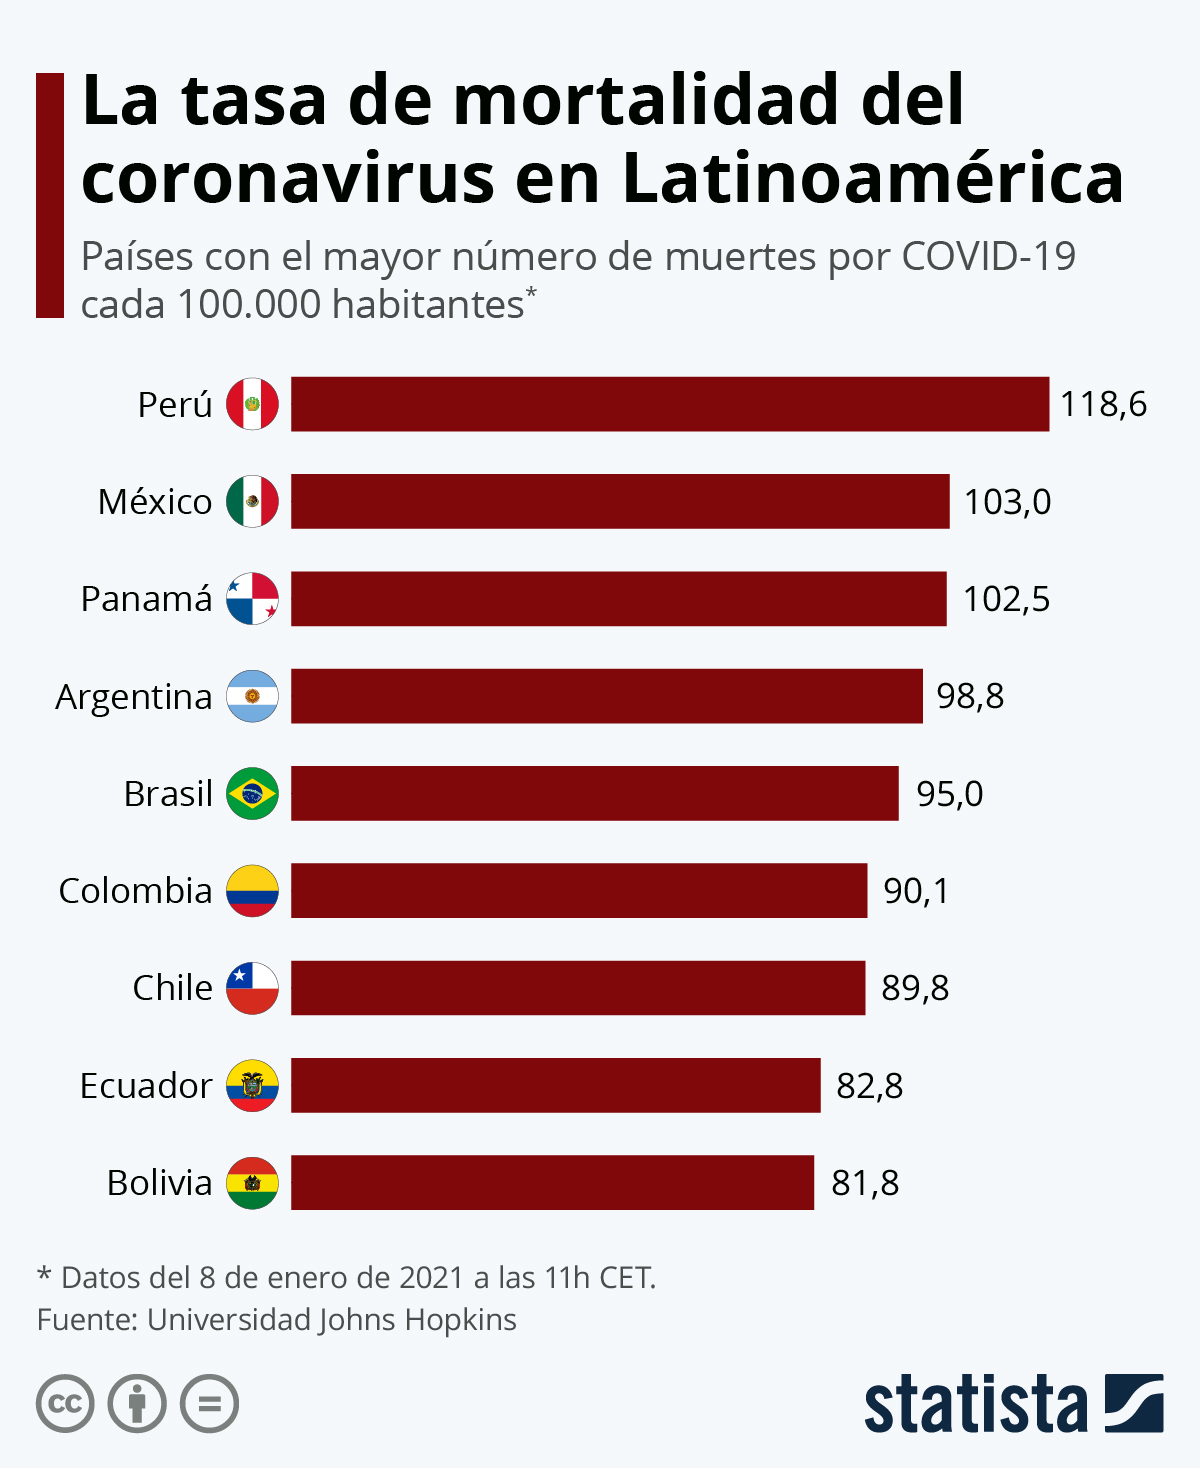 La tasa de mortalidad del
coronavirus en Latinoamérica
Países con el mayor número de muertes por COVID-19
cada 100.000 habitantes*
Perú 118,6
México 103,0
Panamá 102,5
Argentina 98,8
Brasil 95,0
Colombia 90,1
Chile 89,8
Ecuador 82,8
Bolivia 81,8
* Datos del 8 de enero de 2021 a las 11h CET.
Fuente: Universidad Johns Hopkins
cc =
statista